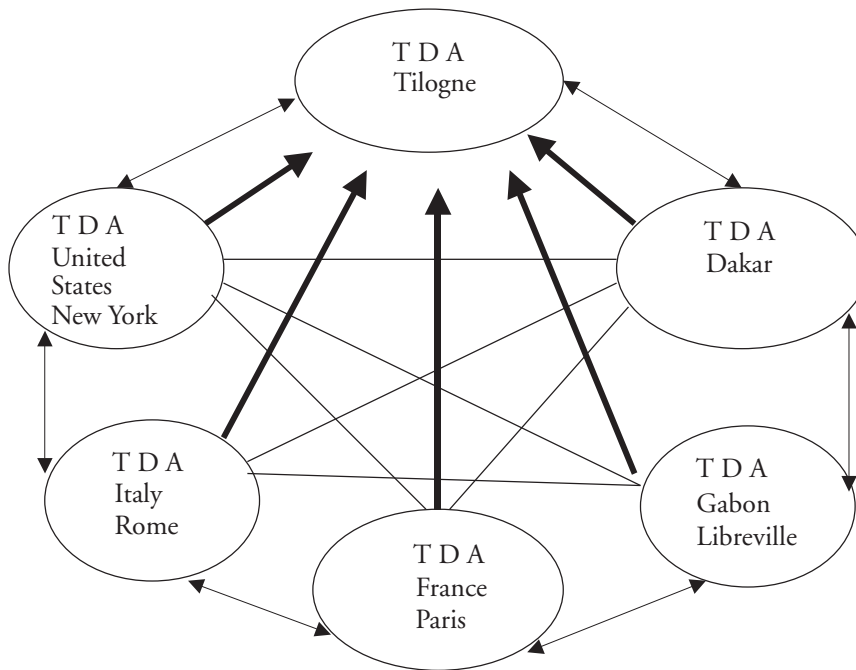 T D A
Tilogne
T D A
United
States
New York
T D A
Dakar
T D A
Italy
Rome
T D A
Gabon
Libreville
T D A
France
Paris